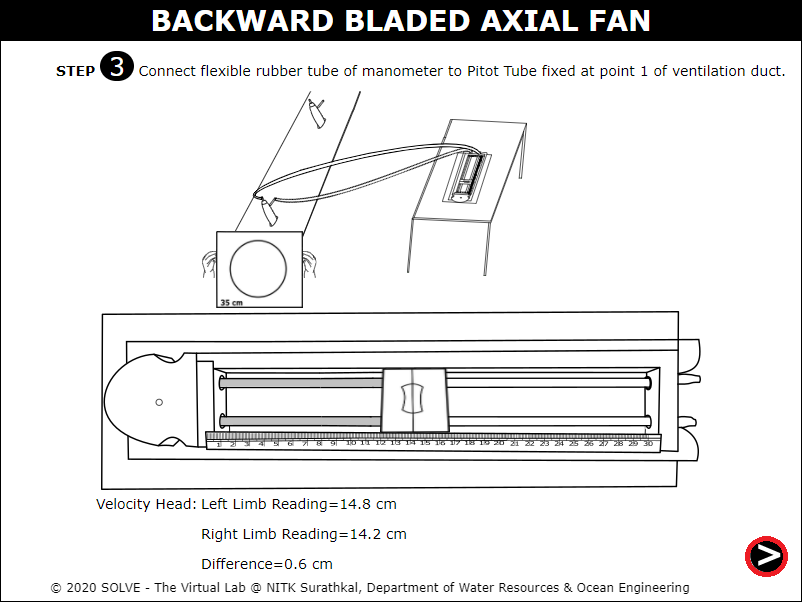 BACKWARD BLADED AXIAL FAN
STEP 3 Connect flexible rubber tube of manometer to Pitot Tube fixed at point 1 of ventilation duct.
35 cm
1 2 3 4 5 6 7 8 9 10 11 12 13 14 15 16 17 18 19 20 21 22 23 24 25 26 27 28 29 30
Velocity Head: Left Limb Reading=14.8 cm
Right Limb Reading=14.2 cm
Difference=0.6 cm
>
© 2020 SOLVE - The Virtual Lab @ NITK Surathkal, Department of Water Resources & Ocean Engineering